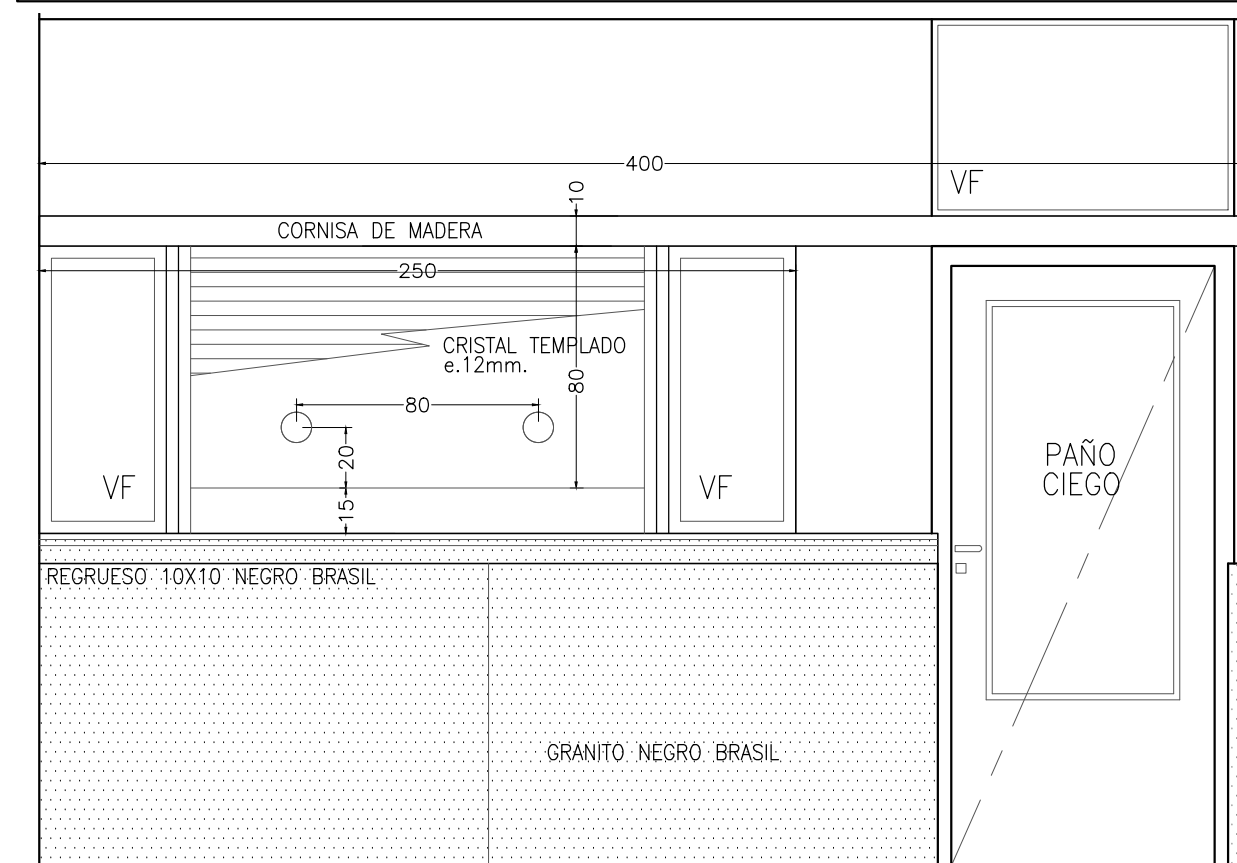 400
10
VF
CORNISA DE MADERA
250
CRISTAL TEMPLADO
e.12mm.
80
80
20
15
VF
VF
PAÑO
CIEGO
REGRUESO 10X10 NEGRO BRASIL
GRANITO NEGRO BRASIL